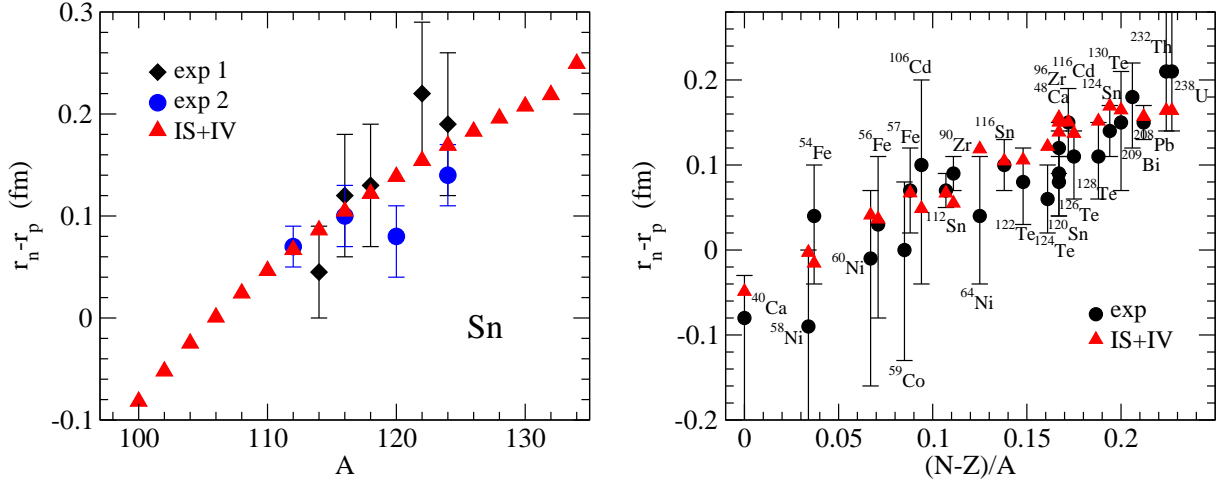 0.3
0.2
0.1
0
-0.1
r_n-r_p (fm)
exp 1
exp 2
IS+IV
Sn
100
110
120
130
A
0.2
0.1
0
-0.1
-0.2
r_n-r_p (fm)
232Th
130Te
116Cd
106Cd
96Zr
124Sn
48Ca
238U
116Sn
57Fe
56Fe
90Zr
54Fe
208Pb
209Bi
128Te
126Te
112Sn
122Te
120Sn
124Te
60Ni
64Ni
40Ca
58Ni
59Co
exp
IS+IV
0
0.05
0.1
0.15
0.2
(N-Z)/A